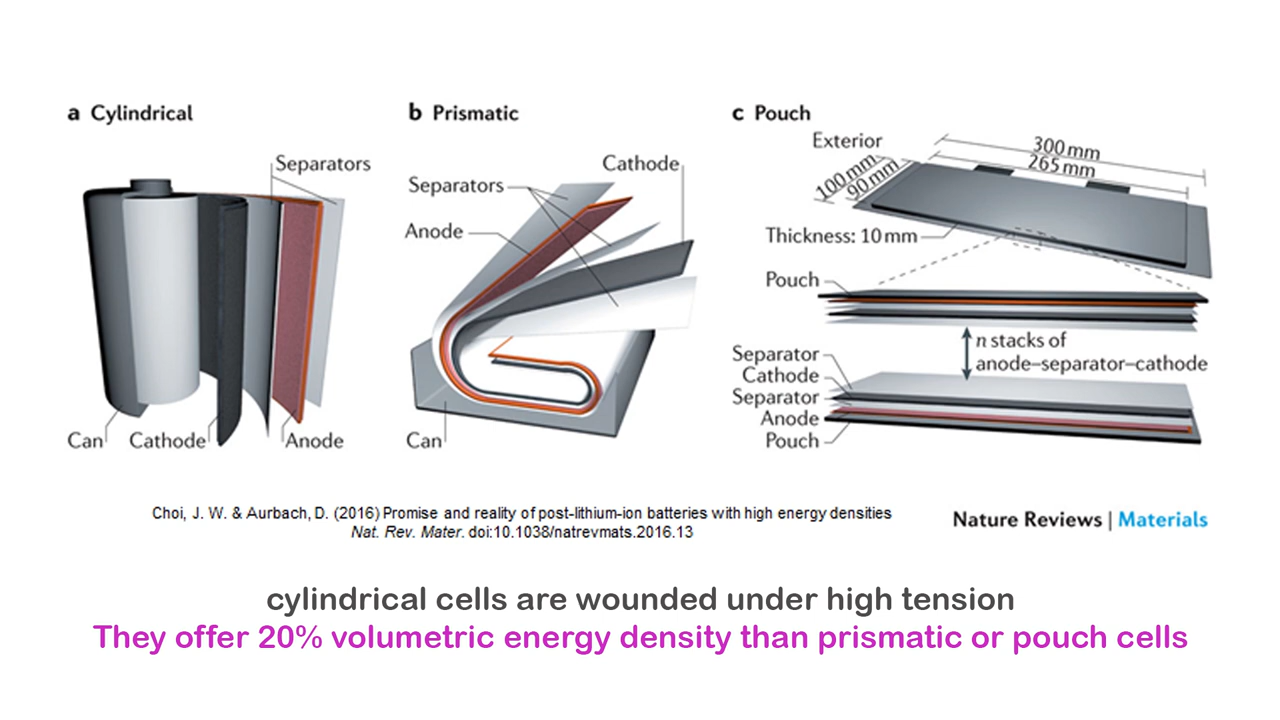 a Cylindrical
Separators
Can
Cathode
Anode
b Prismatic
Cathode
Separators
Anode
Can
c Pouch
Exterior
300 mm
265 mm
100 mm
90 mm
Thickness: 10 mm
Pouch
n stacks of
anode–separator–cathode
Separator
Cathode
Separator
Anode
Pouch
Choi, J. W. & Aurbach, D. (2016) Promise and reality of post-lithium-ion batteries with high energy densities
Nat. Rev. Mater. doi:10.1038/natrevmats.2016.13
Nature Reviews | Materials
cylindrical cells are wounded under high tension
They offer 20% volumetric energy density than prismatic or pouch cells